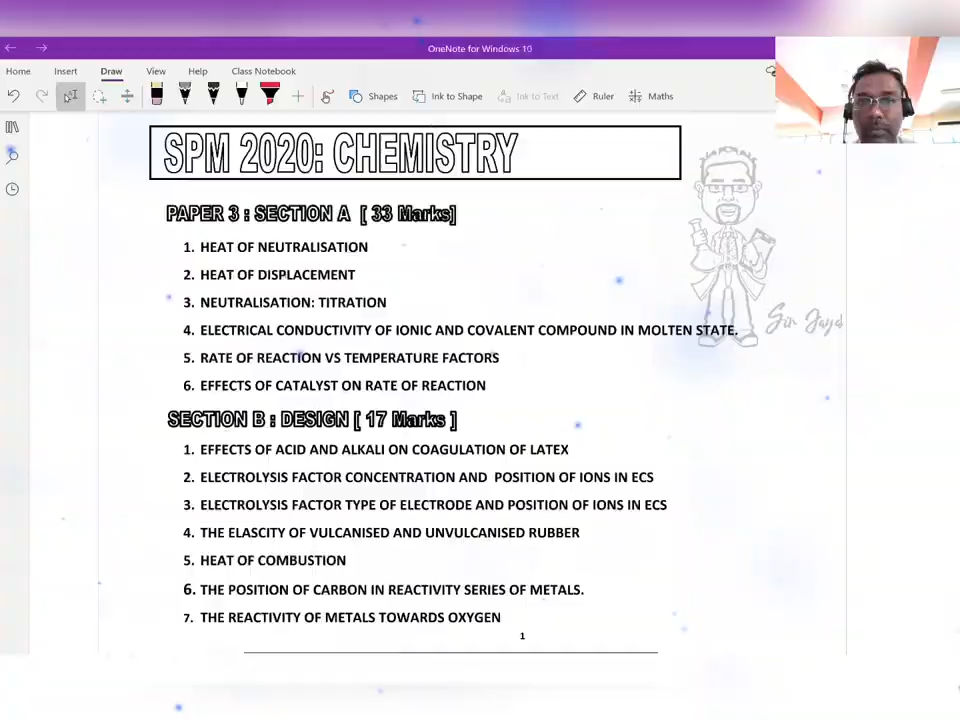 OneNote for Windows 10
Home Insert Draw View Help Class Notebook
Shapes Ink to Shape Ink to Text Ruler Maths
SPM 2020: CHEMISTRY
PAPER 3 : SECTION A [ 33 Marks]
1. HEAT OF NEUTRALISATION
2. HEAT OF DISPLACEMENT
3. NEUTRALISATION: TITRATION
4. ELECTRICAL CONDUCTIVITY OF IONIC AND COVALENT COMPOUND IN MOLTEN STATE.
Sir Jayd
5. RATE OF REACTION VS TEMPERATURE FACTORS
6. EFFECTS OF CATALYST ON RATE OF REACTION
SECTION B : DESIGN [ 17 Marks ]
1. EFFECTS OF ACID AND ALKALI ON COAGULATION OF LATEX
2. ELECTROLYSIS FACTOR CONCENTRATION AND POSITION OF IONS IN ECS
3. ELECTROLYSIS FACTOR TYPE OF ELECTRODE AND POSITION OF IONS IN ECS
4. THE ELASCITY OF VULCANISED AND UNVULCANISED RUBBER
5. HEAT OF COMBUSTION
6. THE POSITION OF CARBON IN REACTIVITY SERIES OF METALS.
7. THE REACTIVITY OF METALS TOWARDS OXYGEN
1